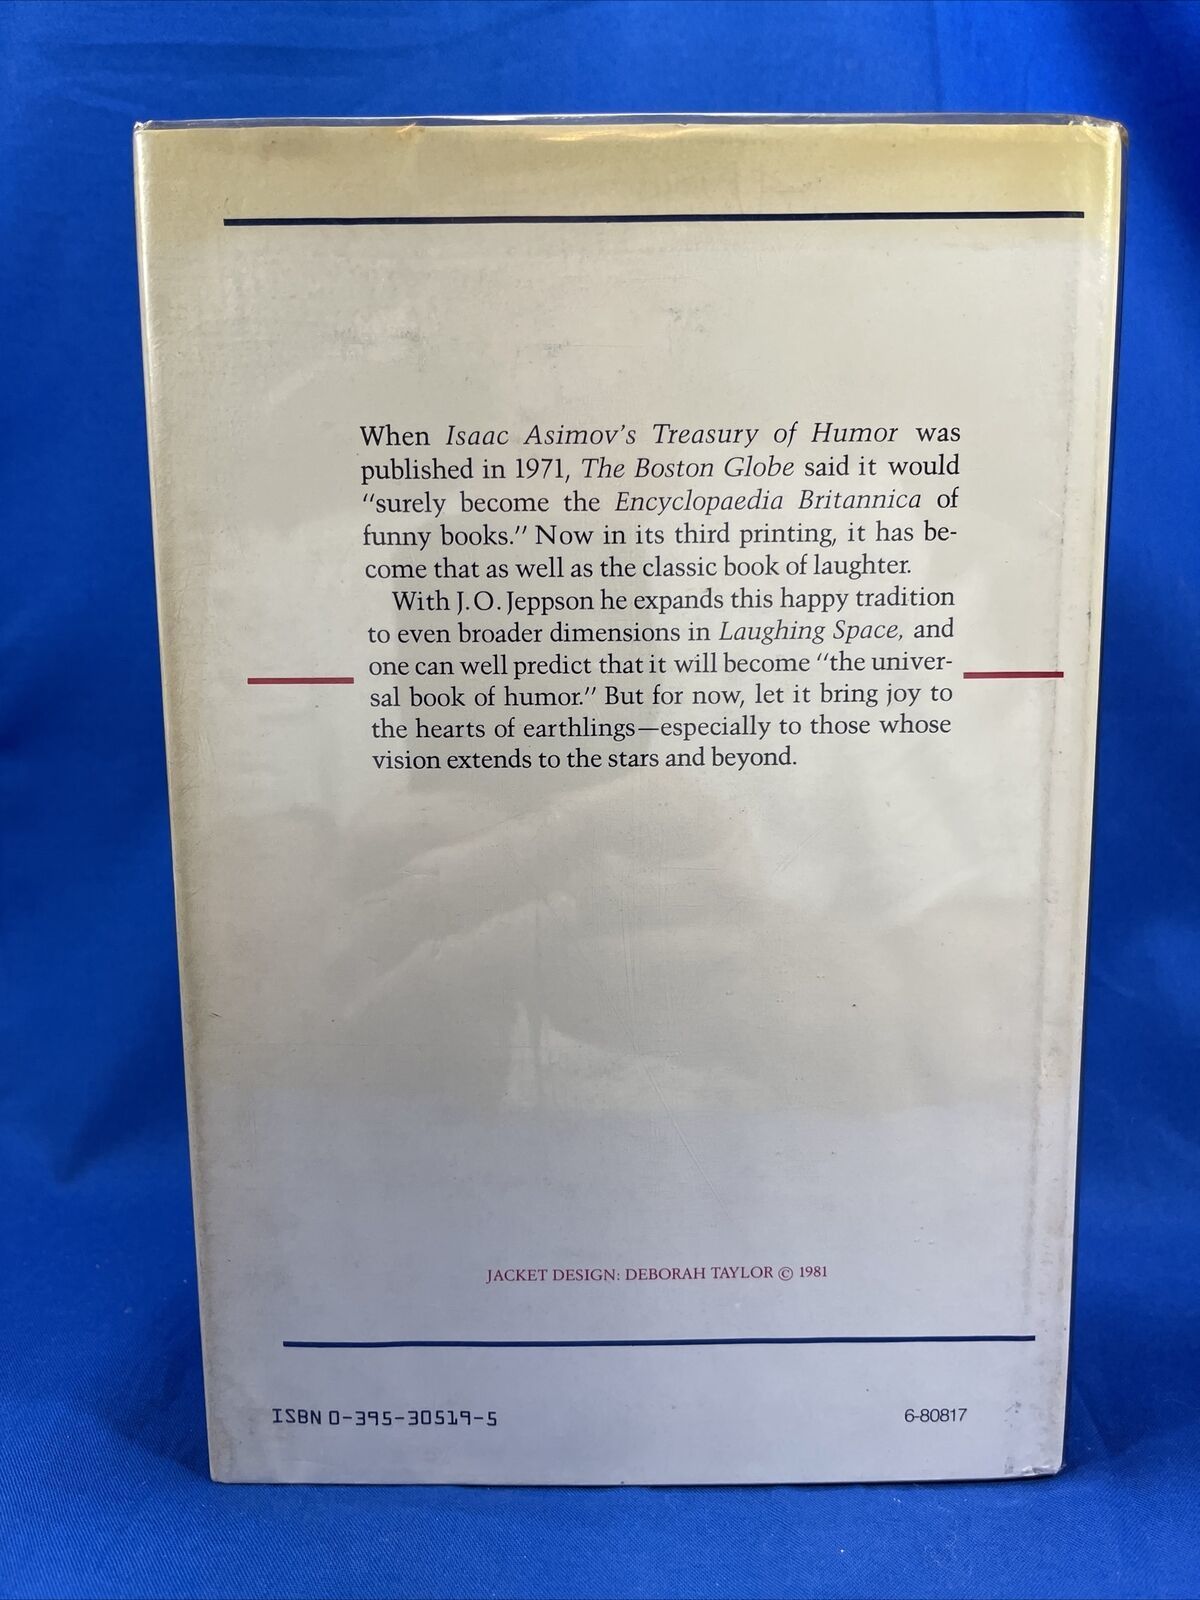 When Isaac Asimov's Treasury of Humor was
published in 1971, The Boston Globe said it would
"surely become the Encyclopaedia Britannica of
funny books." Now in its third printing, it has be-
come that as well as the classic book of laughter.
With J.O. Jeppson he expands this happy tradition
to even broader dimensions in Laughing Space, and
one can well predict that it will become "the univer-
sal book of humor." But for now, let it bring joy to
the hearts of earthlings—especially to those whose
vision extends to the stars and beyond.
JACKET DESIGN: DEBORAH TAYLOR © 1981
ISBN 0-395-30519-5
6-80817